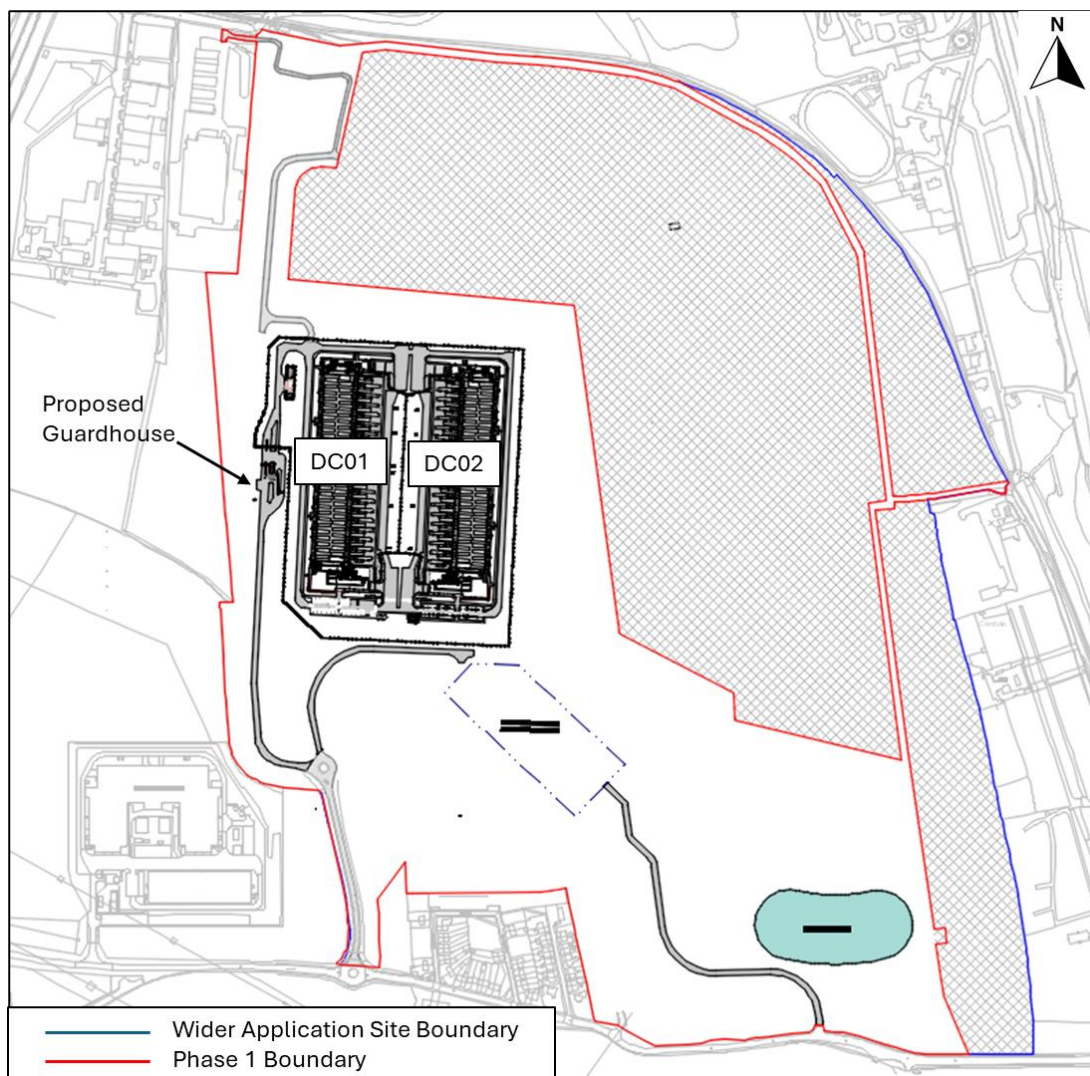 N
Proposed
Guardhouse
DC01
DC02
Wider Application Site Boundary
Phase 1 Boundary